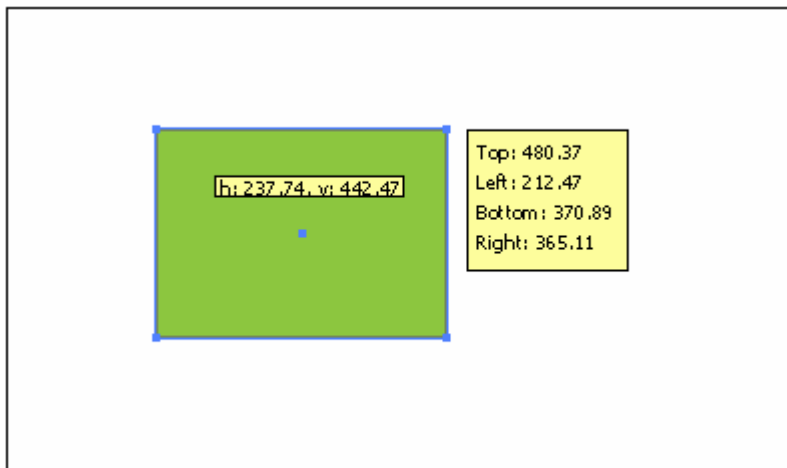 h: 237.74, v: 442.47
Top: 480.37
Left: 212.47
Bottom: 370.89
Right: 365.11